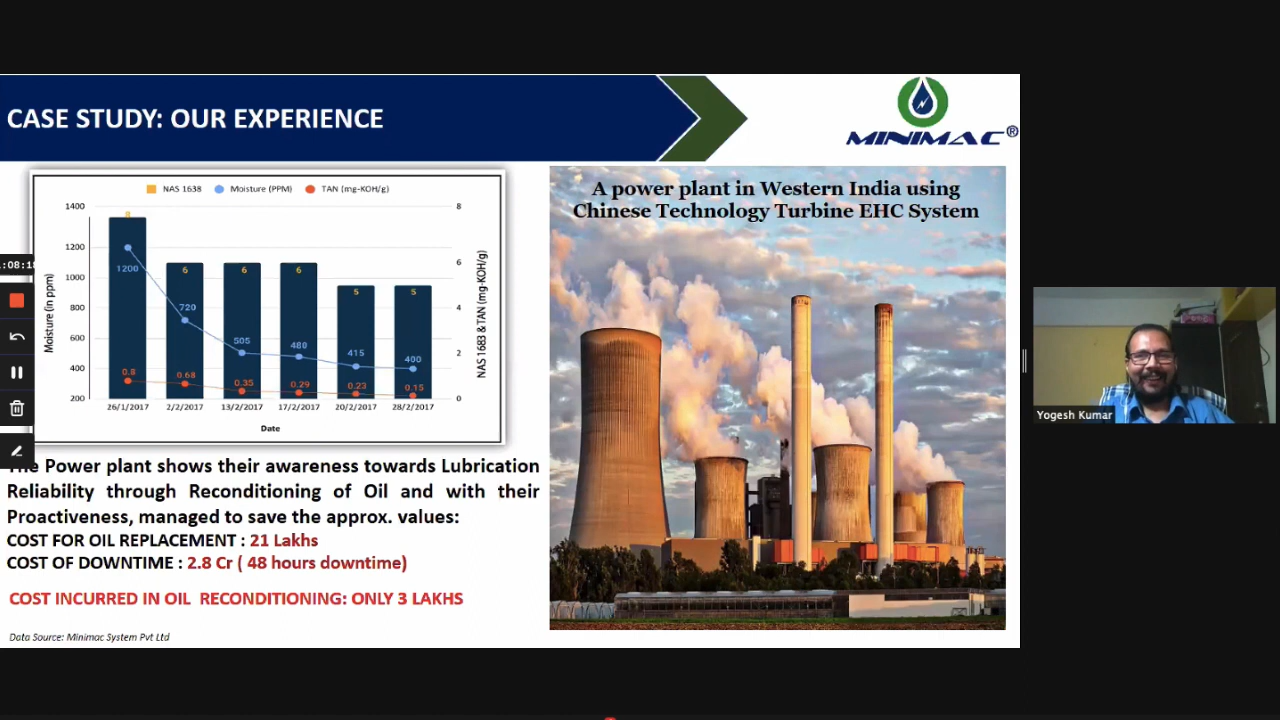 CASE STUDY: OUR EXPERIENCE
MINIMAC®
NAS 1638 Moisture (PPM) TAN (mg-KOH/g)
Moisture (in ppm)
1400
1200
1000
800
600
400
200
8
1200
0.8
6
720
0.68
6
505
0.35
6
480
0.29
5
415
0.23
5
400
0.15
8
6
4
2
0
NAS 1683 & TAN (mg-KOH/g)
26/1/2017 2/2/2017 13/2/2017 17/2/2017 20/2/2017 28/2/2017
Date
:08:18
A power plant in Western India using
Chinese Technology Turbine EHC System
The Power plant shows their awareness towards Lubrication
Reliability through Reconditioning of Oil and with their
Proactiveness, managed to save the approx. values:
COST FOR OIL REPLACEMENT : 21 Lakhs
COST OF DOWNTIME : 2.8 Cr ( 48 hours downtime)
COST INCURRED IN OIL RECONDITIONING: ONLY 3 LAKHS
Data Source: Minimac System Pvt Ltd
Yogesh Kumar